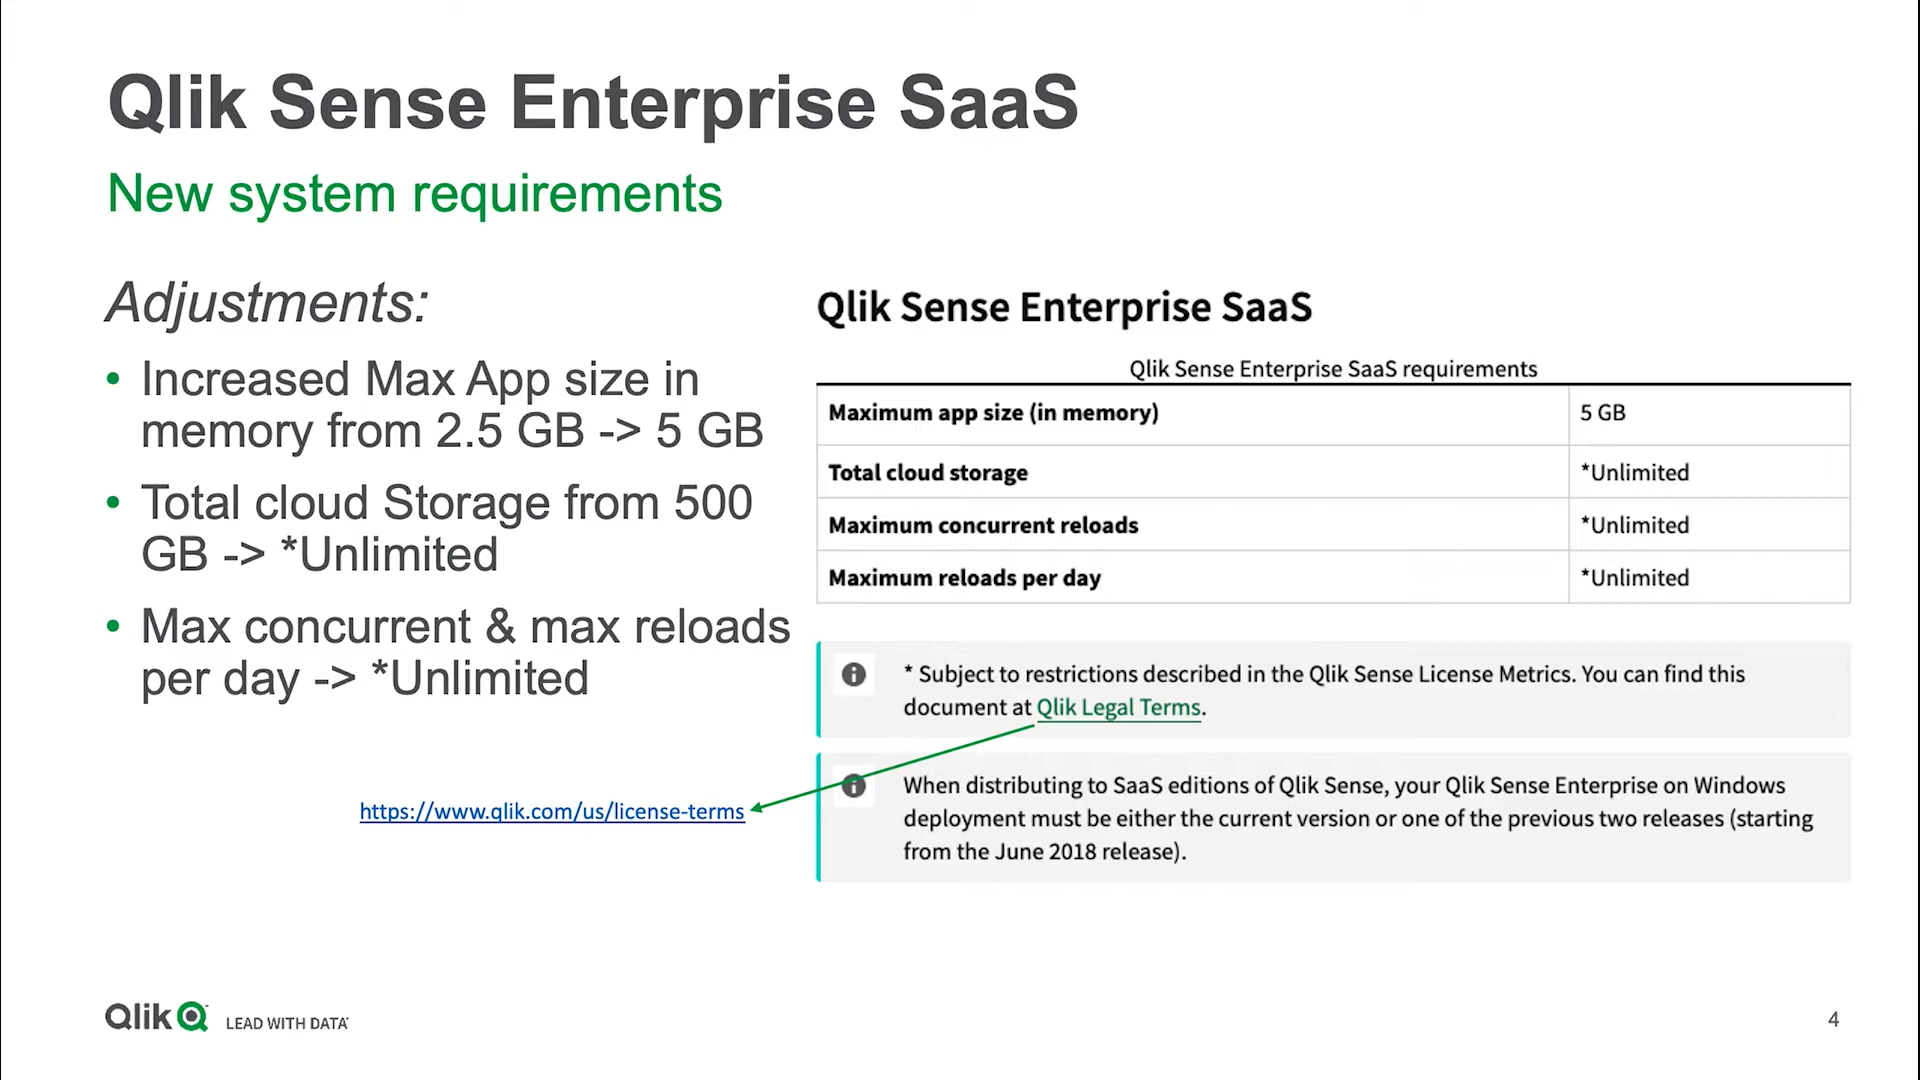 Qlik Sense Enterprise SaaS
New system requirements
Adjustments:
• Increased Max App size in
memory from 2.5 GB -> 5 GB
• Total cloud Storage from 500
GB -> *Unlimited
• Max concurrent & max reloads
per day -> *Unlimited
https://www.qlik.com/us/license-terms
Qlik Sense Enterprise SaaS
Qlik Sense Enterprise SaaS requirements
Maximum app size (in memory) 5 GB
Total cloud storage *Unlimited
Maximum concurrent reloads *Unlimited
Maximum reloads per day *Unlimited
* Subject to restrictions described in the Qlik Sense License Metrics. You can find this
document at Qlik Legal Terms.
When distributing to SaaS editions of Qlik Sense, your Qlik Sense Enterprise on Windows
deployment must be either the current version or one of the previous two releases (starting
from the June 2018 release).
Qlik LEAD WITH DATA
4